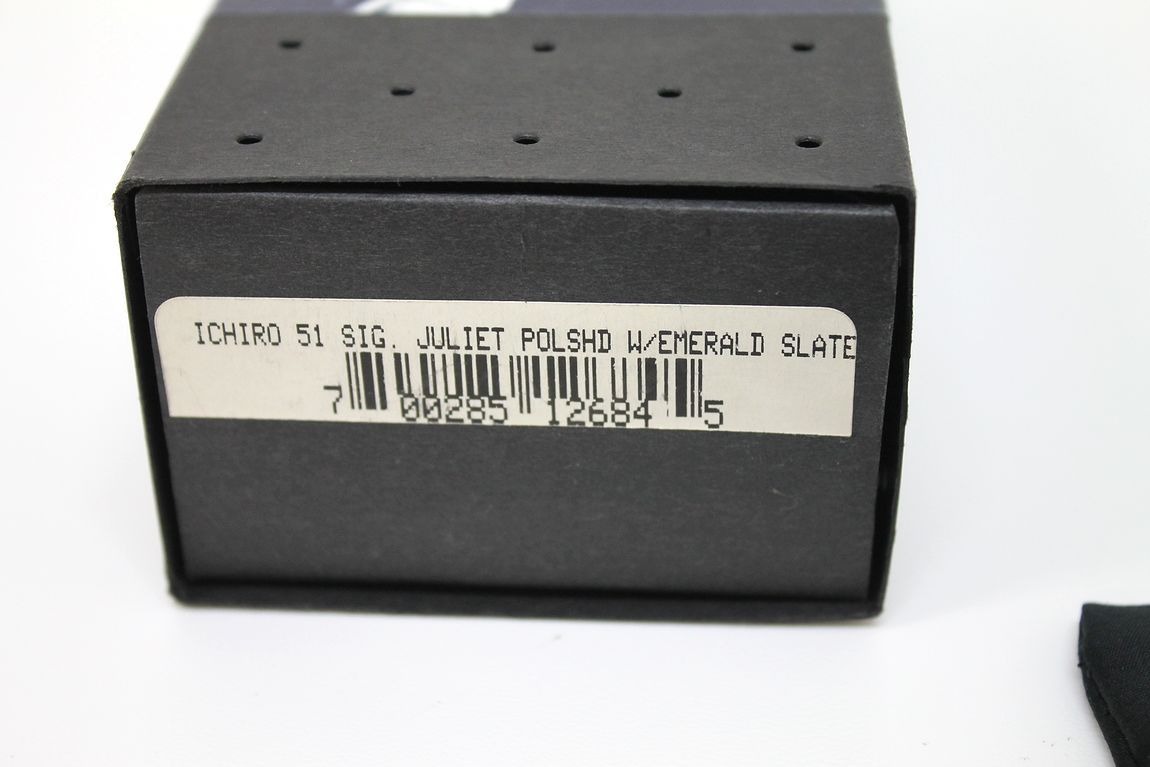 ICHIRO 51 SIG. JULIET POLSHD W/EMERALD SLATE
7 00285 12684 5